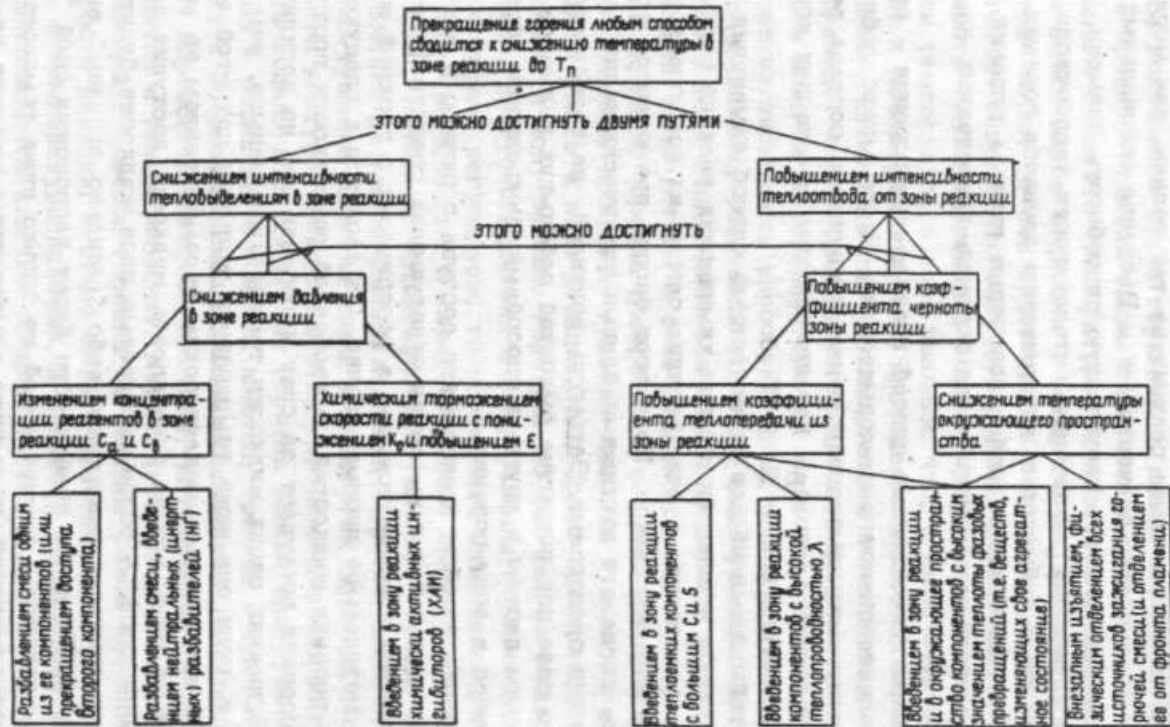 Прекращение горения любым способом
сводится к снижению температуры в
зоне реакции до Tп
ЭТОГО МОЖНО ДОСТИГНУТЬ ДВУМЯ ПУТЯМИ
Снижением интенсивности
тепловыделениям в зоне реакции
Повышением интенсивности
теплоотвода от зоны реакции
ЭТОГО МОЖНО ДОСТИГНУТЬ
Снижением давления
в зоне реакции
Повышением коэф-
фициента черноты
зоны реакции
Изменением концентра-
ции реагентов в зоне
реакции Cа и Cв
Химическим торможением
скорости реакции с пони-
жением K₀ и повышением E
Повышением коэффици-
ента теплопередачи из
зоны реакции
Снижением температуры
окружающего простран-
ства
Разбавлением смеси одним
из ее компонентов (или
прекращением доступа
второго компонента)
Разбавлением смеси, введе-
нием нейтральных (инерт-
ных) разбавителей (НГ)
Введением в зону реакции
химически активных ин-
гибиторов (ХАИ)
Введением в зону реакции
теплоемких компонентов
с большим C и S
Введением в зону реакции
компонентов с высокой
теплопроводностью λ
Введением в зону реакции
и в окружающее простран-
ство компонентов с высоким
значением теплоты фазовых
превращений (т.е. веществ,
изменяющих свое агрегат-
ное состояние)
Внезапным изъятием, фи-
зическим отделением всех
источников зажигания го-
рючей смеси (и отделением
ее от фронта пламени)